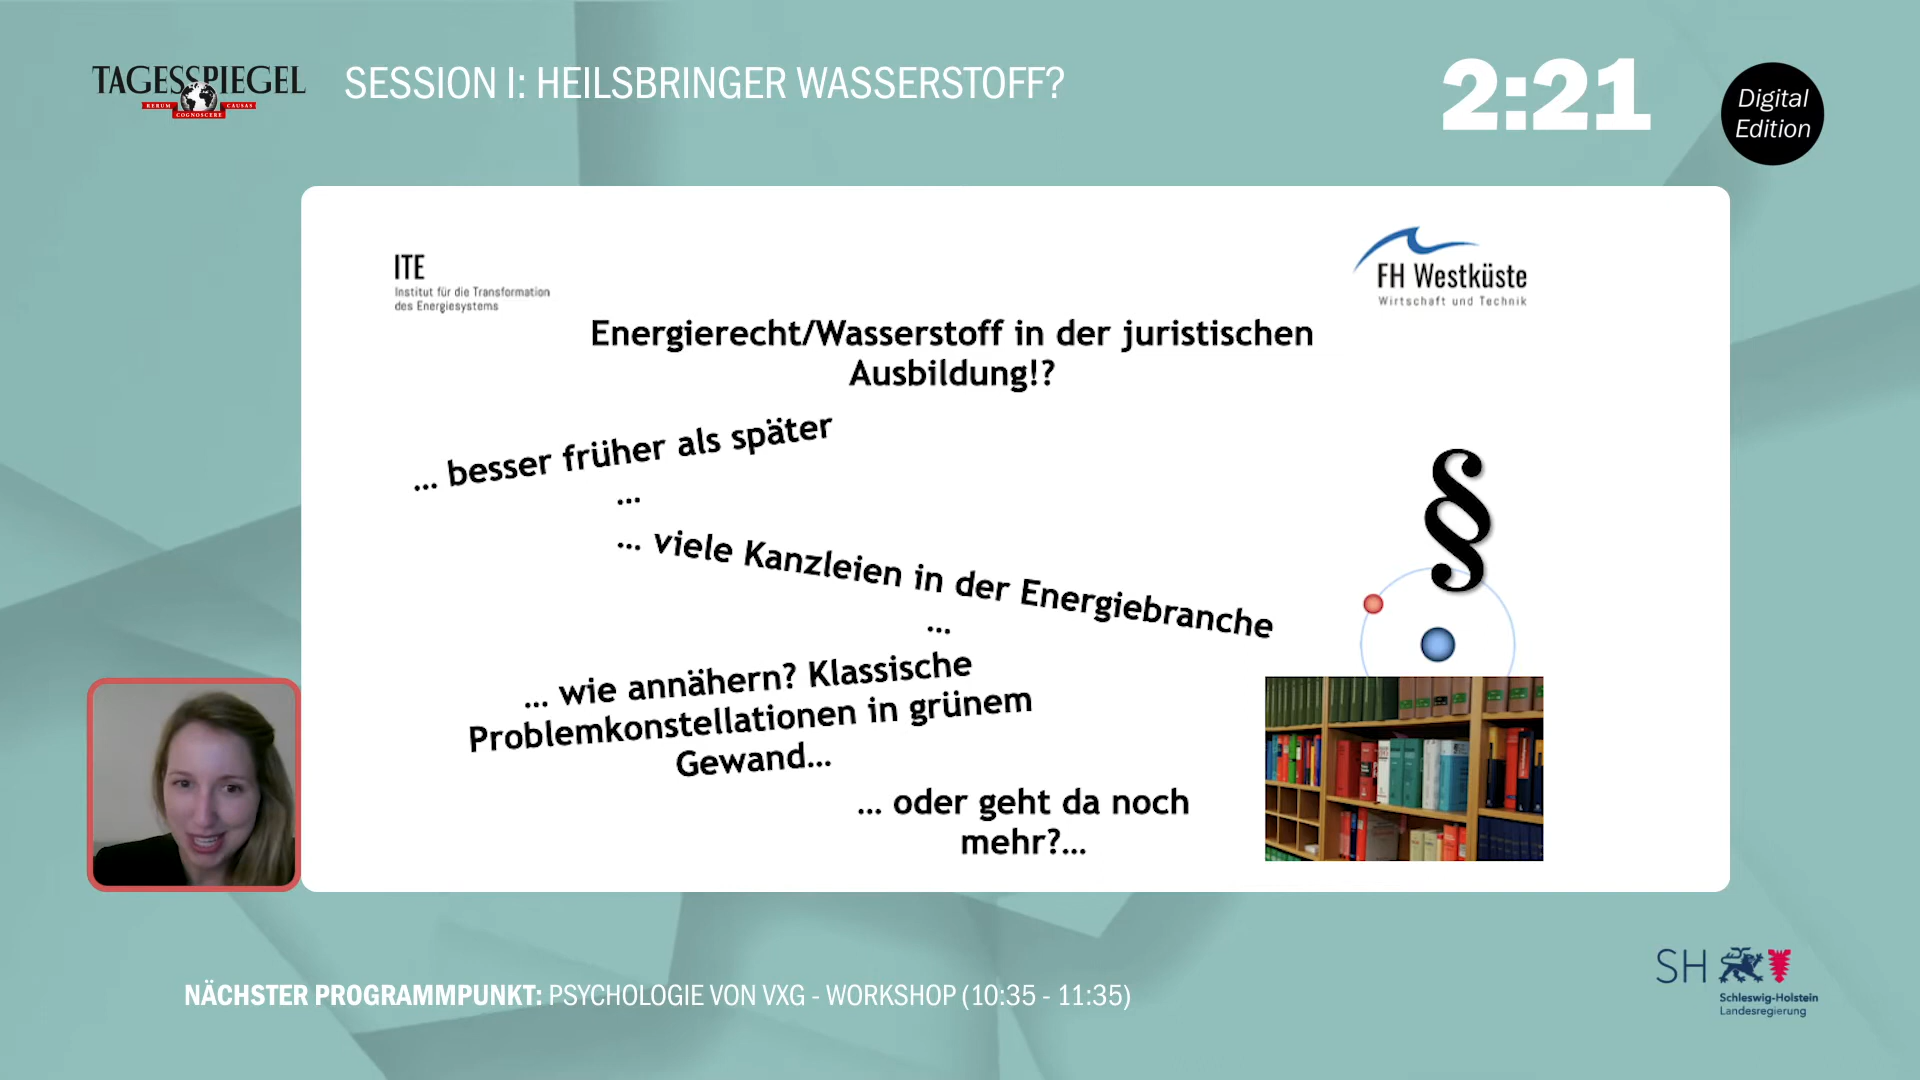 TAGESSPIEGEL
RERUM CAUSAS
COGNOSCERE
SESSION I: HEILSBRINGER WASSERSTOFF?
2:21
Digital
Edition
ITE
Institut für die Transformation
des Energiesystems
FH Westküste
Wirtschaft und Technik
Energierecht/Wasserstoff in der juristischen
Ausbildung!?
... besser früher als später
...
... viele Kanzleien in der Energiebranche
...
... wie annähern? Klassische
Problemkonstellationen in grünem
Gewand...
... oder geht da noch
mehr?...
§
NÄCHSTER PROGRAMMPUNKT: PSYCHOLOGIE VON VXG - WORKSHOP (10:35 - 11:35)
SH
Schleswig-Holstein
Landesregierung